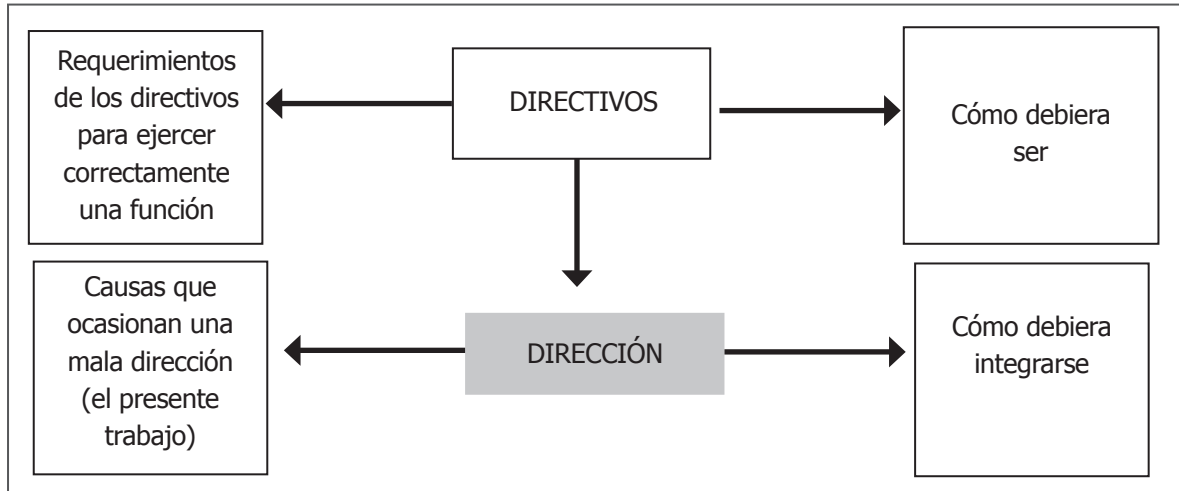 Requerimientos
de los directivos
para ejercer
correctamente
una función
DIRECTIVOS
Cómo debiera
ser
Causas que
ocasionan una
mala dirección
(el presente
trabajo)
DIRECCIÓN
Cómo debiera
integrarse